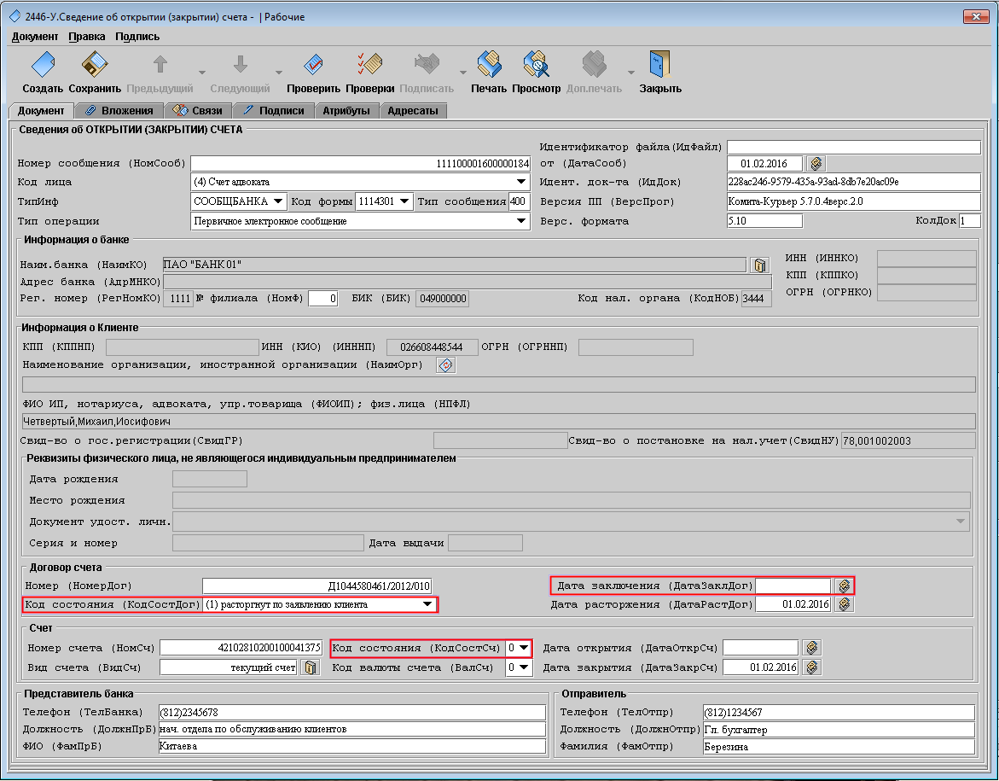 2446-У.Сведение об открытии (закрытии) счета -  | Рабочие
Документ Правка Подпись
Создать Сохранить Предыдущий Следующий Проверить Проверки Подписать Печать Просмотр Доп.печать Закрыть
Документ Вложения Связи Подписи Атрибуты Адресаты
Сведения об ОТКРЫТИИ (ЗАКРЫТИИ) СЧЕТА
Идентификатор файла(ИдФайл)
Номер сообщения (НомСооб) 111100001600000184 от (ДатаСооб) 01.02.2016
Код лица (4) Счет адвоката Идент. док-та (ИдДок) 228ac246-9579-435a-93ad-8db7e20ac09e
ТипИнф СООБЩБАНКА Код формы 1114301 Тип сообщения 400 Версия ПП (ВерсПрог) Комита-Курьер 5.7.0.4верс.2.0
Тип операции Первичное электронное сообщение Верс. формата 5.10 КолДок 1
Информация о банке
Наим.банка (НаимКО) ПАО "БАНК 01" ИНН (ИННКО)
Адрес банка (АдрМНКО) КПП (КППКО)
Рег. номер (РегНомКО) 1111 № филиала (НомФ) 0 БИК (БИК) 049000000 Код нал. органа (КодНОБ) 3444 ОГРН (ОГРНКО)
Информация о Клиенте
КПП (КППНП) ИНН (КИО) (ИНННП) 026608448544 ОГРН (ОГРННП)
Наименование организации, иностранной организации (НаимОрг)
ФИО ИП, нотариуса, адвоката, упр.товарища (ФИОИП); физ.лица (НПФЛ)
Четвертый,Михаил,Иосифович
Свид-во о гос.регистрации(СвидГР) Свид-во о постановке на нал.учет(СвидНУ) 78,001002003
Реквизиты физического лица, не являющегося индивидуальным предпринимателем
Дата рождения
Место рождения
Документ удост. личн.
Серия и номер Дата выдачи
Договор счета
Номер (НомерДог) Д1044580461/2012/010 Дата заключения (ДатаЗаклДог)
Код состояния (КодСостДог) (1) расторгнут по заявлению клиента Дата расторжения (ДатаРастДог) 01.02.2016
Счет
Номер счета (НомСч) 42102810200100041375 Код состояния (КодСостСч) 0 Дата открытия (ДатаОткрСч)
Вид счета (ВидСч) текущий счет Код валюты счета (ВалСч) 0 Дата закрытия (ДатаЗакрСч) 01.02.2016
Представитель банка Отправитель
Телефон (ТелБанка) (812)2345678 Телефон (ТелОтпр) (812)1234567
Должность (ДолжнПрБ) нач. отдела по обслуживанию клиентов Должность (ДолжнОтпр) Гл. бухгалтер
ФИО (ФамПрБ) Китаева Фамилия (ФамОтпр) Березина